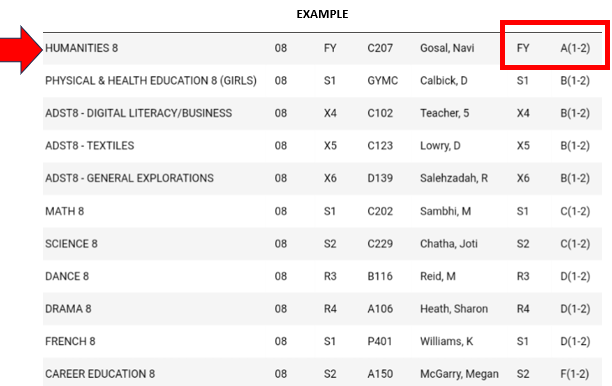 EXAMPLE
HUMANITIES 8 08 FY C207 Gosal, Navi FY A(1-2)
PHYSICAL & HEALTH EDUCATION 8 (GIRLS) 08 S1 GYMC Calbick, D S1 B(1-2)
ADST8 - DIGITAL LITERACY/BUSINESS 08 X4 C102 Teacher, 5 X4 B(1-2)
ADST8 - TEXTILES 08 X5 C123 Lowry, D X5 B(1-2)
ADST8 - GENERAL EXPLORATIONS 08 X6 D139 Salehzadah, R X6 B(1-2)
MATH 8 08 S1 C202 Sambhi, M S1 C(1-2)
SCIENCE 8 08 S2 C229 Chatha, Joti S2 C(1-2)
DANCE 8 08 R3 B116 Reid, M R3 D(1-2)
DRAMA 8 08 R4 A106 Heath, Sharon R4 D(1-2)
FRENCH 8 08 S1 P401 Williams, K S1 D(1-2)
CAREER EDUCATION 8 08 S2 A150 McGarry, Megan S2 F(1-2)